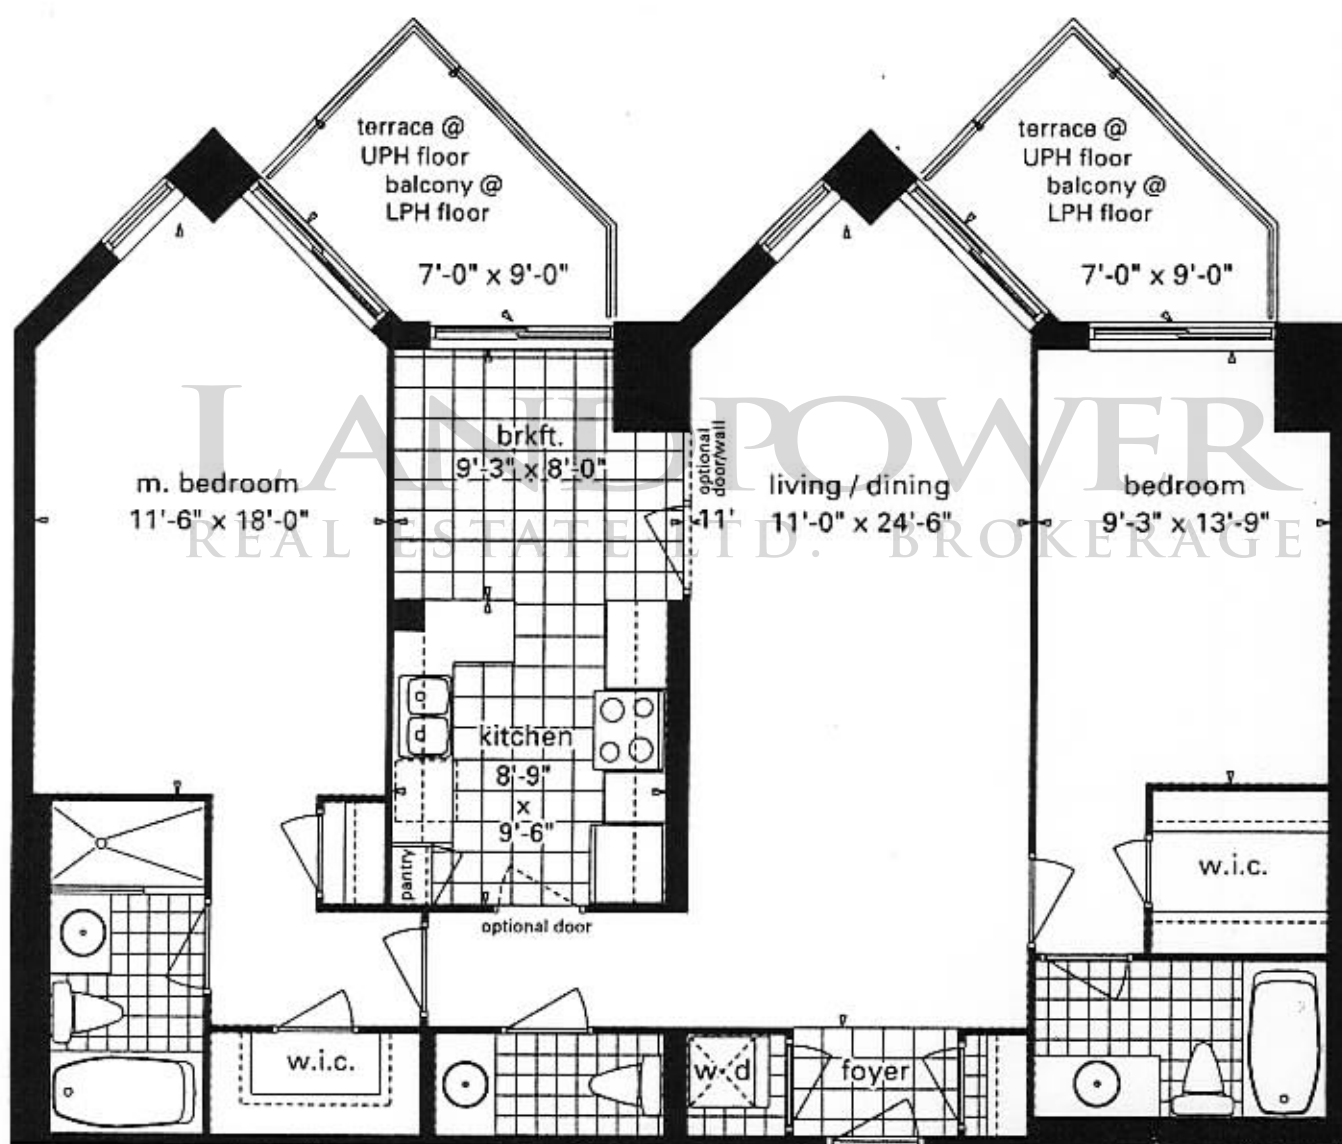 terrace @
UPH floor
balcony @
LPH floor
7'-0" x 9'-0"
terrace @
UPH floor
balcony @
LPH floor
7'-0" x 9'-0"
LANDPOWER
REAL ESTATE LTD. BROKERAGE
m. bedroom
11'-6" x 18'-0"
brkft.
9'-3" x 8'-0"
optional
door/wall
11'
living / dining
11'-0" x 24'-6"
bedroom
9'-3" x 13'-9"
kitchen
8'-9"
x
9'-6"
pantry
optional door
w.i.c.
w.i.c.
w d
foyer